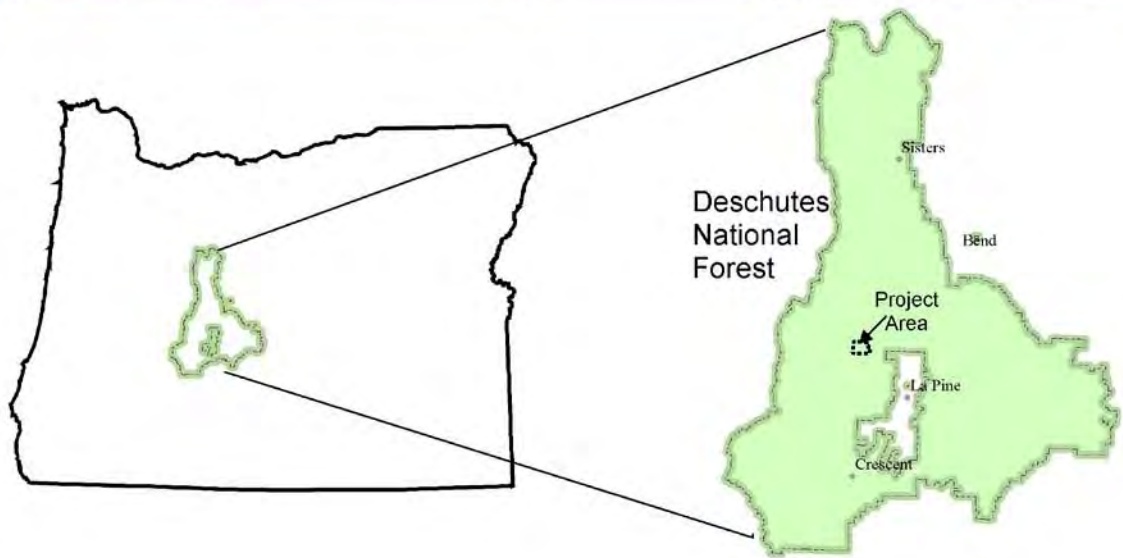 Sisters
Deschutes
National
Forest
Bend
Project
Area
La Pine
Crescent